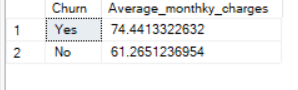 Churn Average_monthky_charges
1 Yes 74.4413322632
2 No 61.2651236954